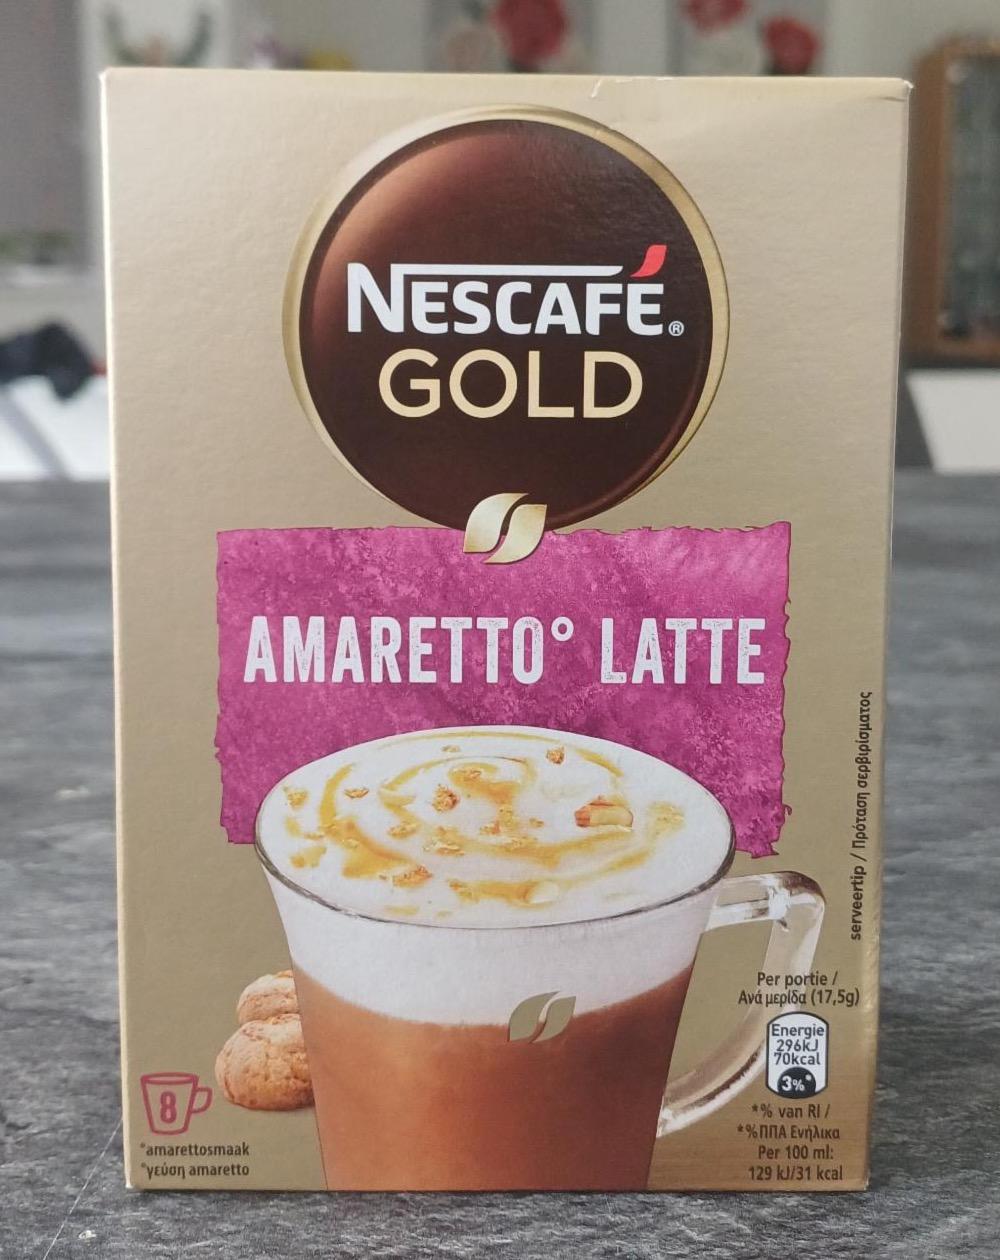 NESCAFÉ®
GOLD
AMARETTO° LATTE
serveertip / Πρόταση σερβιρίσματος
Per portie /
Ανά μερίδα (17,5g)
Energie
296kJ
70kcal
3%*
*% van RI /
*%ΠΠΑ Ενήλικα
Per 100 ml:
129 kJ/31 kcal
8
°amarettosmaak
°γεύση amaretto